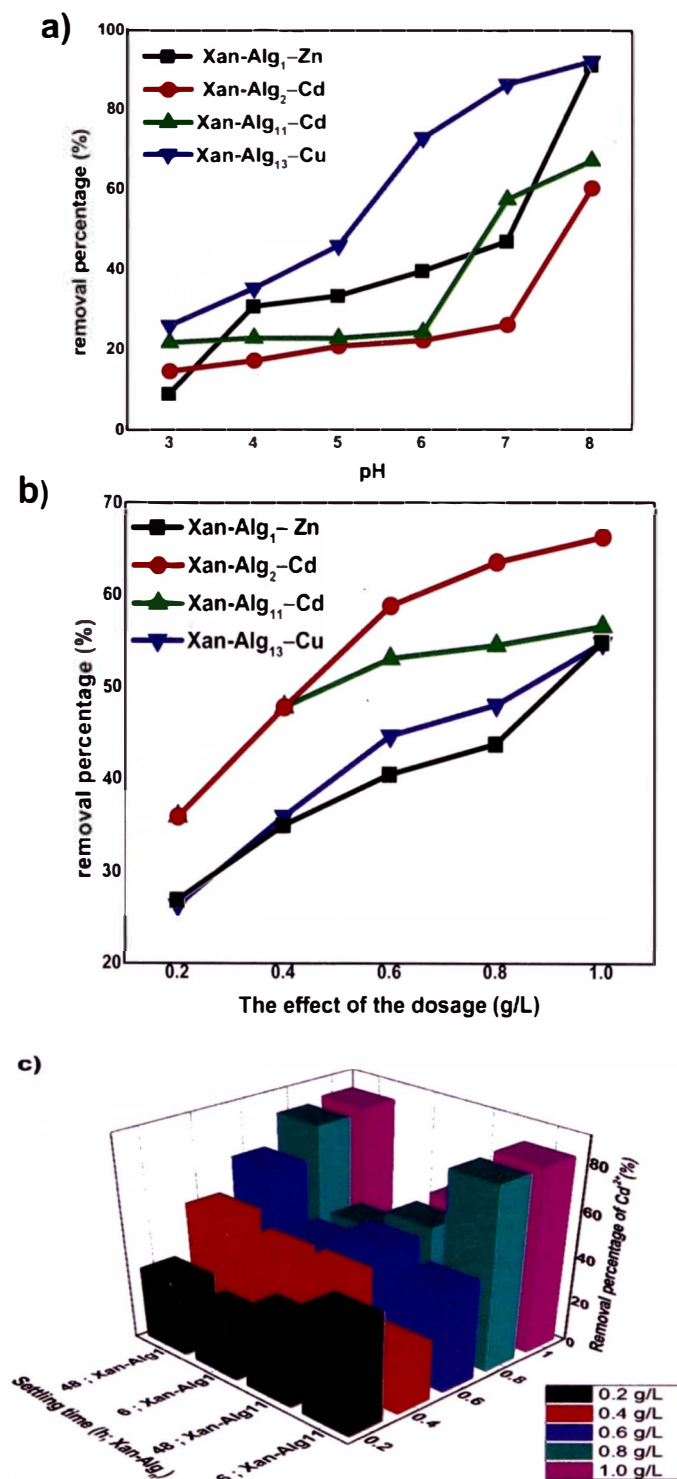 a)
100
80
60
40
20
0
removal percentage (%)
Xan-Alg₁–Zn
Xan-Alg₂–Cd
Xan-Alg₁₁–Cd
Xan-Alg₁₃–Cu
3 4 5 6 7 8
pH
b)
70
60
50
40
30
20
removal percentage (%)
Xan-Alg₁– Zn
Xan-Alg₂–Cd
Xan-Alg₁₁–Cd
Xan-Alg₁₃–Cu
0.2 0.4 0.6 0.8 1.0
The effect of the dosage (g/L)
c)
80
60
40
20
0
Removal percentage of Cd²⁺(%)
48 ; Xan-Alg1
6 ; Xan-Alg1
48 ; Xan-Alg11
6 ; Xan-Alg11
Settling time (h; Xan-Algₙ)
0.2
0.4
0.6
0.8
1
0.2 g/L
0.4 g/L
0.6 g/L
0.8 g/L
1.0 g/L